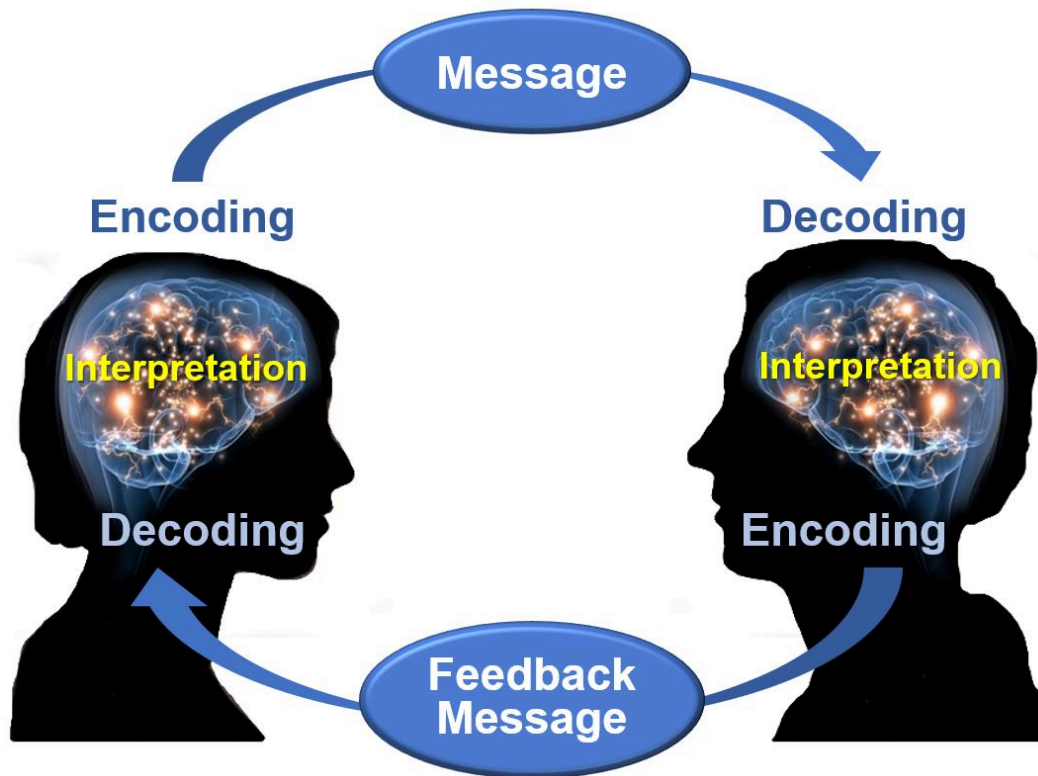 Message
Encoding
Decoding
Interpretation
Interpretation
Decoding
Encoding
Feedback
Message